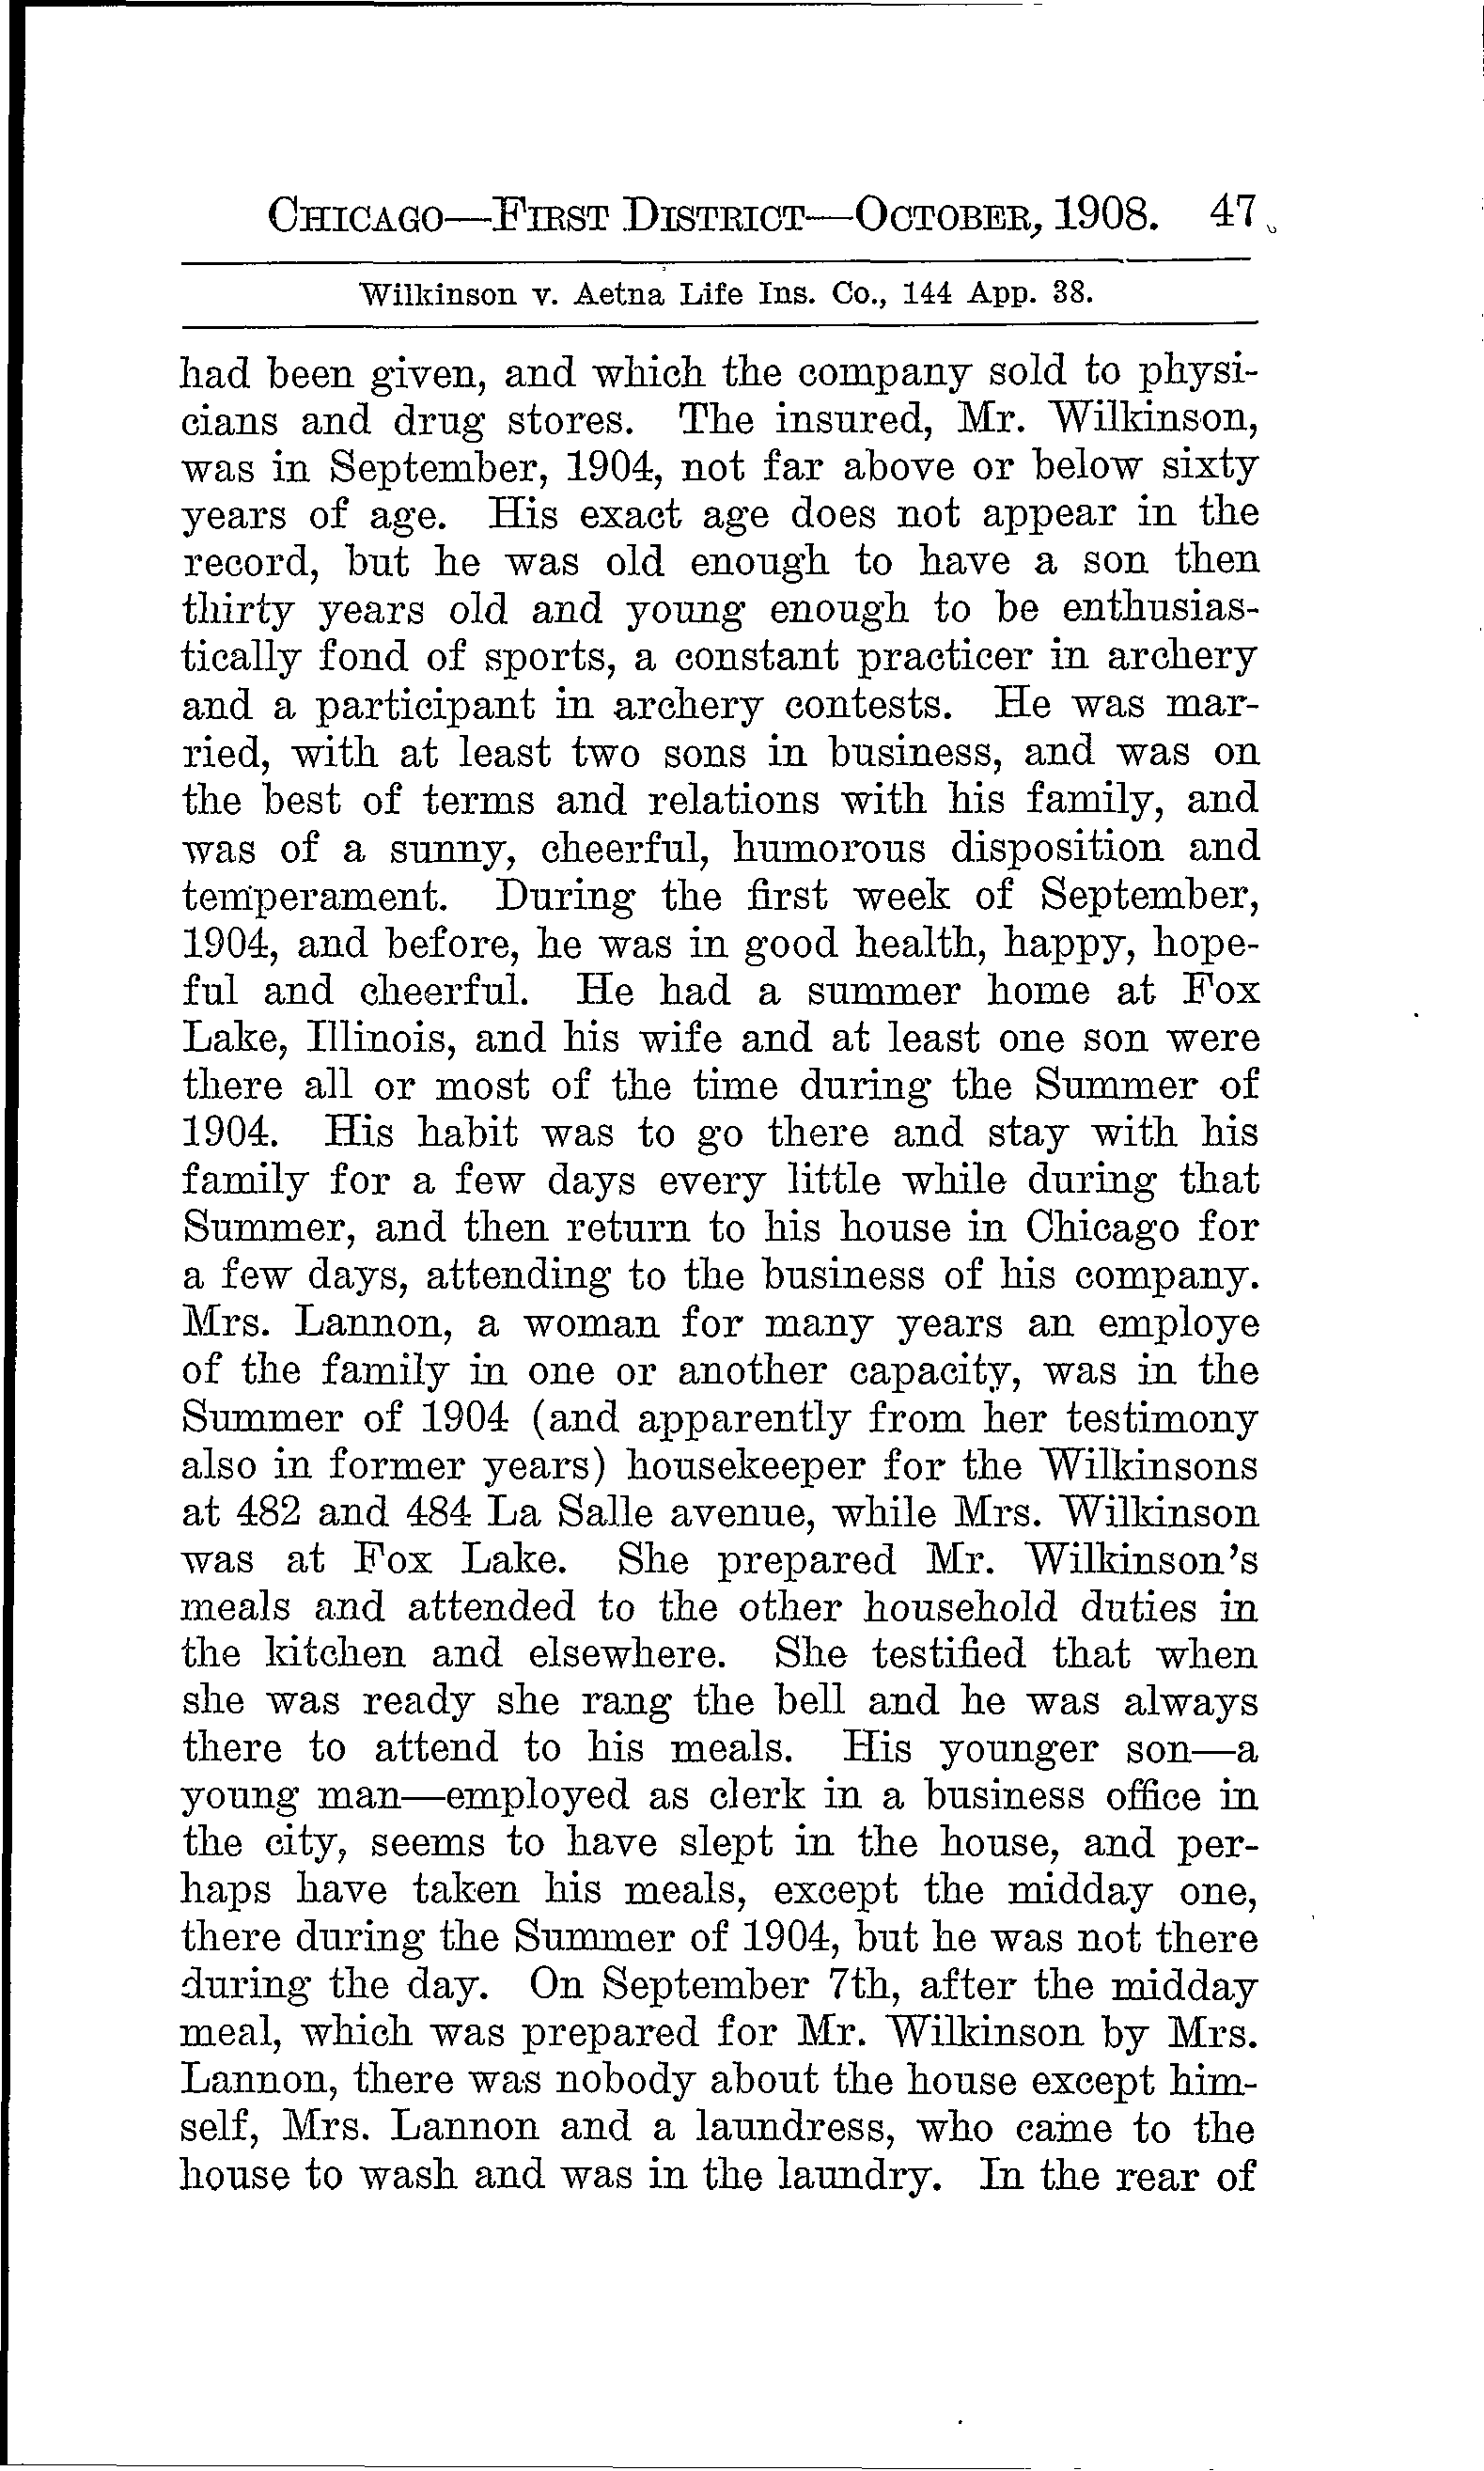 CHICAGO—FIRST DISTRICT—OCTOBER, 1908. 47
Wilkinson v. Aetna Life Ins. Co., 144 App. 38.
had been given, and which the company sold to physi-
cians and drug stores. The insured, Mr. Wilkinson,
was in September, 1904, not far above or below sixty
years of age. His exact age does not appear in the
record, but he was old enough to have a son then
thirty years old and young enough to be enthusias-
tically fond of sports, a constant practicer in archery
and a participant in archery contests. He was mar-
ried, with at least two sons in business, and was on
the best of terms and relations with his family, and
was of a sunny, cheerful, humorous disposition and
temperament. During the first week of September,
1904, and before, he was in good health, happy, hope-
ful and cheerful. He had a summer home at Fox
Lake, Illinois, and his wife and at least one son were
there all or most of the time during the Summer of
1904. His habit was to go there and stay with his
family for a few days every little while during that
Summer, and then return to his house in Chicago for
a few days, attending to the business of his company.
Mrs. Lannon, a woman for many years an employe
of the family in one or another capacity, was in the
Summer of 1904 (and apparently from her testimony
also in former years) housekeeper for the Wilkinsons
at 482 and 484 La Salle avenue, while Mrs. Wilkinson
was at Fox Lake. She prepared Mr. Wilkinson's
meals and attended to the other household duties in
the kitchen and elsewhere. She testified that when
she was ready she rang the bell and he was always
there to attend to his meals. His younger son—a
young man—employed as clerk in a business office in
the city, seems to have slept in the house, and per-
haps have taken his meals, except the midday one,
there during the Summer of 1904, but he was not there
during the day. On September 7th, after the midday
meal, which was prepared for Mr. Wilkinson by Mrs.
Lannon, there was nobody about the house except him-
self, Mrs. Lannon and a laundress, who came to the
house to wash and was in the laundry. In the rear of